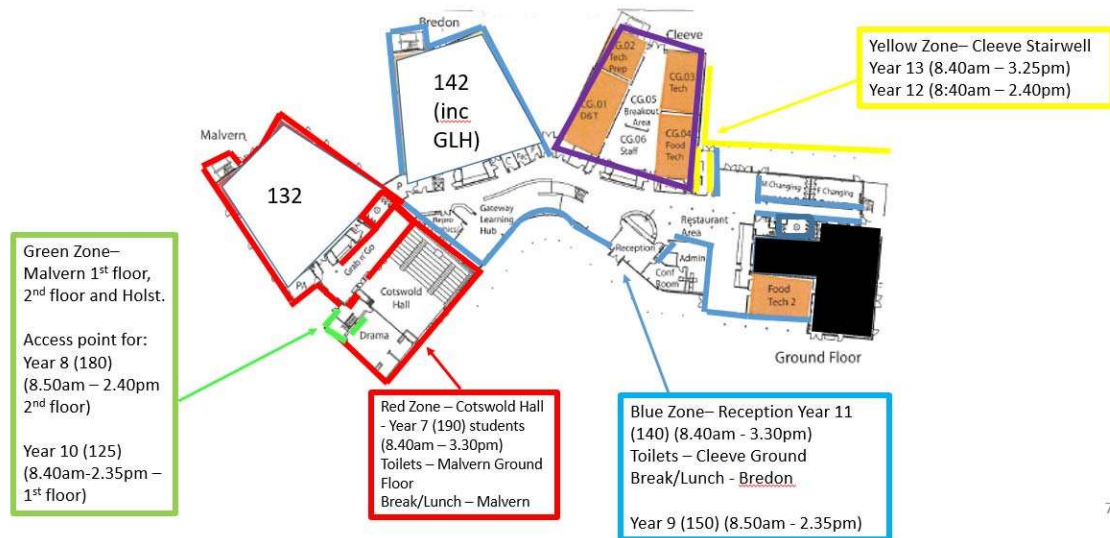 Bredon
Cleeve
Malvern
142
(inc
GLH)
132
CG.02
Tech
Prep
CG.01
D&T
CG.03
Tech
CG.05
Breakout
Area
CG.06
Staff
CG.04
Food
Tech
M Changing
F Changing
Gateway
Learning
Hub
Restaurant
Area
Reception
Admin
Conf
Room
Food
Tech 2
Grab n' Go
PA
Cotswold
Hall
Drama
Ground Floor
Yellow Zone– Cleeve Stairwell
Year 13 (8.40am – 3.25pm)
Year 12 (8:40am – 2.40pm)
Green Zone–
Malvern 1st floor,
2nd floor and Holst.
Access point for:
Year 8 (180)
(8.50am – 2.40pm
2nd floor)
Year 10 (125)
(8.40am-2.35pm –
1st floor)
Red Zone – Cotswold Hall
- Year 7 (190) students
(8.40am – 3.30pm)
Toilets – Malvern Ground
Floor
Break/Lunch – Malvern
Blue Zone– Reception Year 11
(140) (8.40am - 3.30pm)
Toilets – Cleeve Ground
Break/Lunch - Bredon
Year 9 (150) (8.50am - 2.35pm)
7